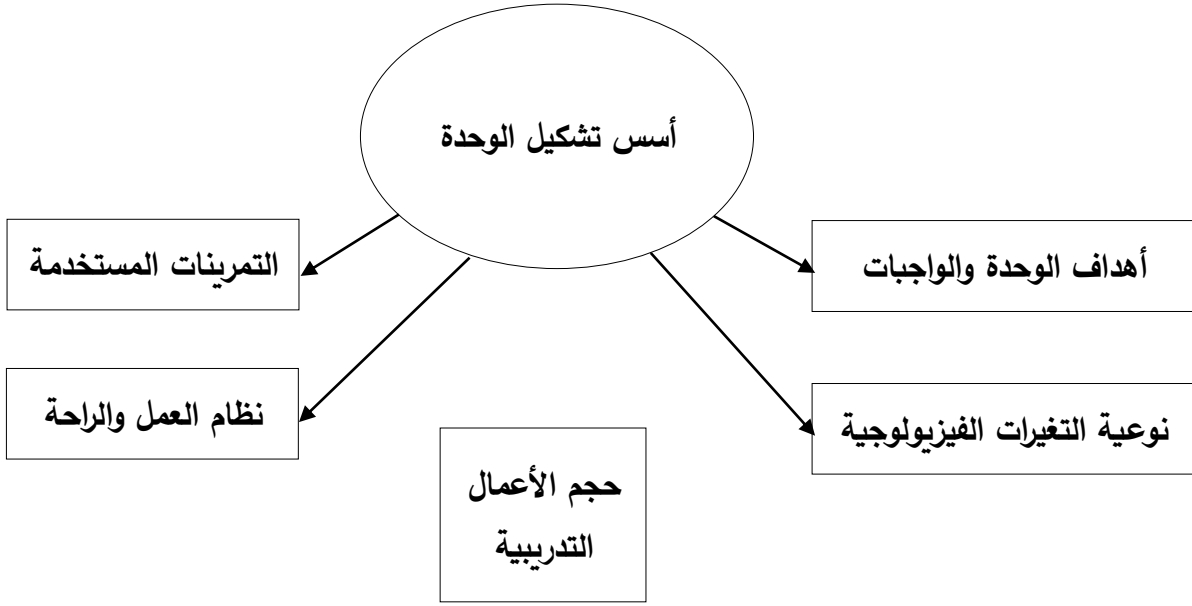 أسس تشكيل الوحدة
أهداف الوحدة والواجبات
التمرينات المستخدمة
نوعية التغيرات الفيزيولوجية
نظام العمل والراحة
حجم الأعمال
التدريبية